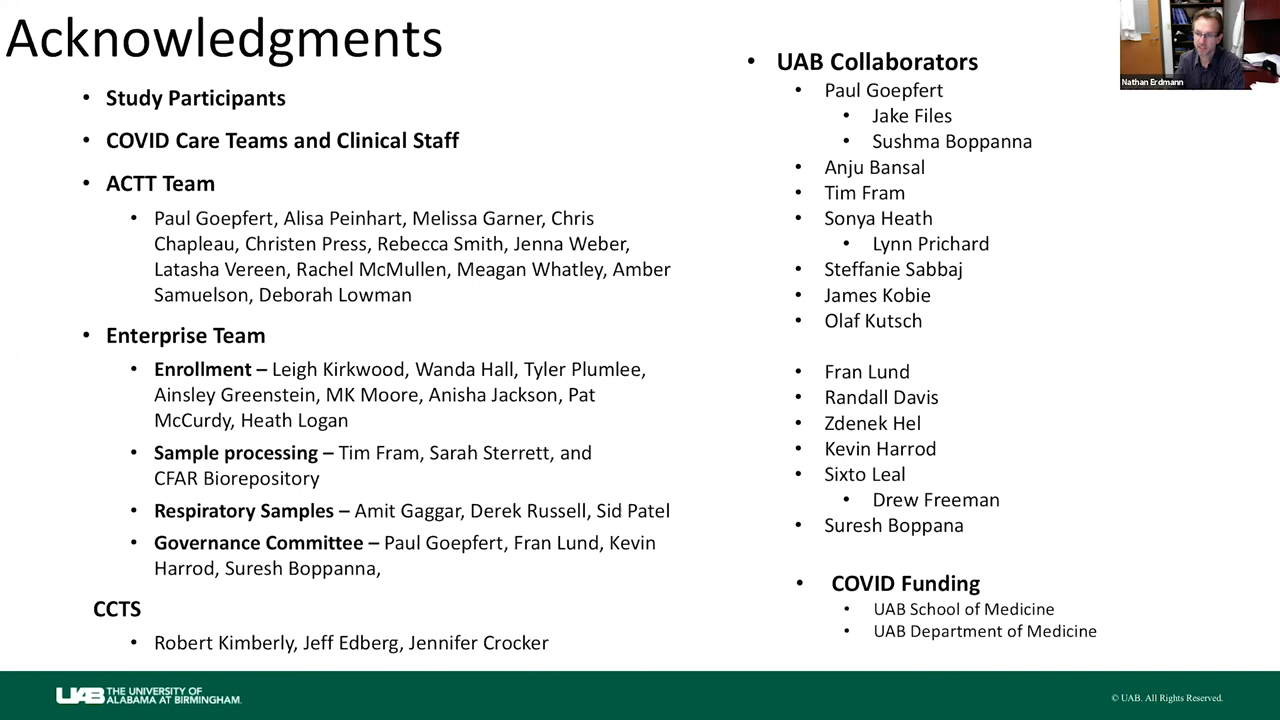 Acknowledgments
Study Participants
COVID Care Teams and Clinical Staff
ACTT Team
Paul Goepfert, Alisa Peinhart, Melissa Garner, Chris
Chapleau, Christen Press, Rebecca Smith, Jenna Weber,
Latasha Vereen, Rachel McMullen, Meagan Whatley, Amber
Samuelson, Deborah Lowman
Enterprise Team
Enrollment – Leigh Kirkwood, Wanda Hall, Tyler Plumlee,
Ainsley Greenstein, MK Moore, Anisha Jackson, Pat
McCurdy, Heath Logan
Sample processing – Tim Fram, Sarah Sterrett, and
CFAR Biorepository
Respiratory Samples – Amit Gaggar, Derek Russell, Sid Patel
Governance Committee – Paul Goepfert, Fran Lund, Kevin
Harrod, Suresh Boppanna,
CCTS
Robert Kimberly, Jeff Edberg, Jennifer Crocker
UAB Collaborators
Paul Goepfert
Jake Files
Sushma Boppanna
Anju Bansal
Tim Fram
Sonya Heath
Lynn Prichard
Steffanie Sabbaj
James Kobie
Olaf Kutsch
Fran Lund
Randall Davis
Zdenek Hel
Kevin Harrod
Sixto Leal
Drew Freeman
Suresh Boppana
COVID Funding
UAB School of Medicine
UAB Department of Medicine
Nathan Erdmann
UAB THE UNIVERSITY OF
ALABAMA AT BIRMINGHAM.
© UAB. All Rights Reserved.